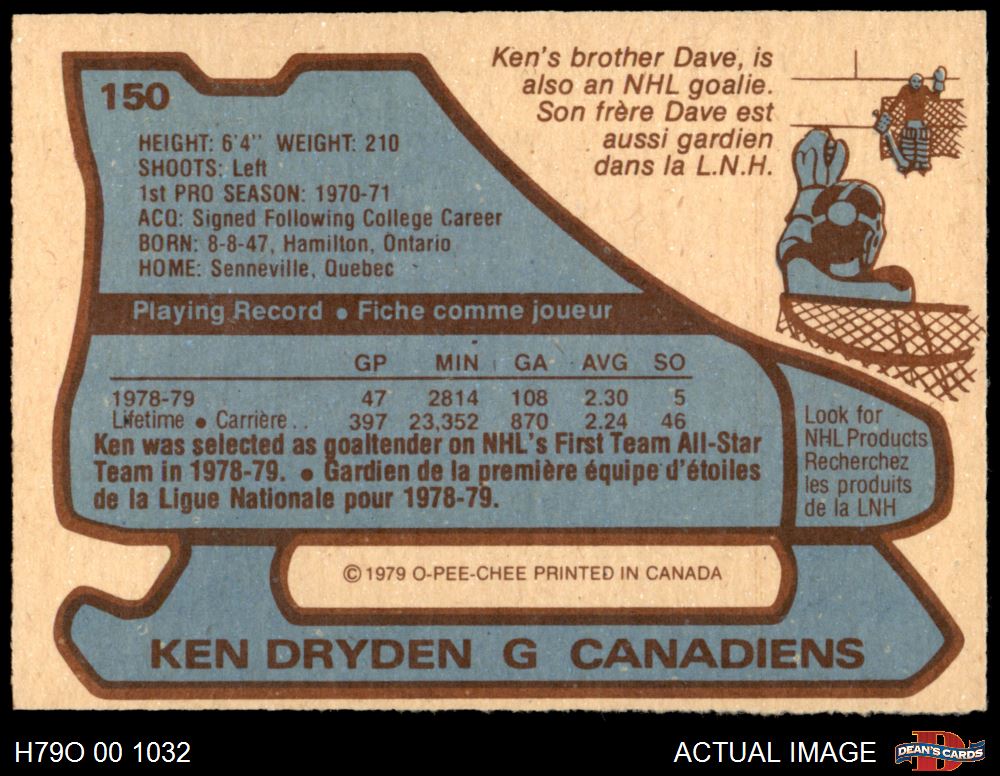 150
Ken's brother Dave, is
also an NHL goalie.
Son frère Dave est
aussi gardien
dans la L.N.H.
HEIGHT: 6'4'' WEIGHT: 210
SHOOTS: Left
1st PRO SEASON: 1970-71
ACQ: Signed Following College Career
BORN: 8-8-47, Hamilton, Ontario
HOME: Senneville, Quebec
Playing Record • Fiche comme joueur
GP MIN GA AVG SO
1978-79 47 2814 108 2.30 5
Lifetime • Carrière . . 397 23,352 870 2.24 46
Ken was selected as goaltender on NHL's First Team All-Star
Team in 1978-79. • Gardien de la première équipe d'étoiles
de la Ligue Nationale pour 1978-79.
Look for
NHL Products
Recherchez
les produits
de la LNH
© 1979 O-PEE-CHEE PRINTED IN CANADA
KEN DRYDEN G CANADIENS
H79O 00 1032
ACTUAL IMAGE
D
DEAN'S CARDS